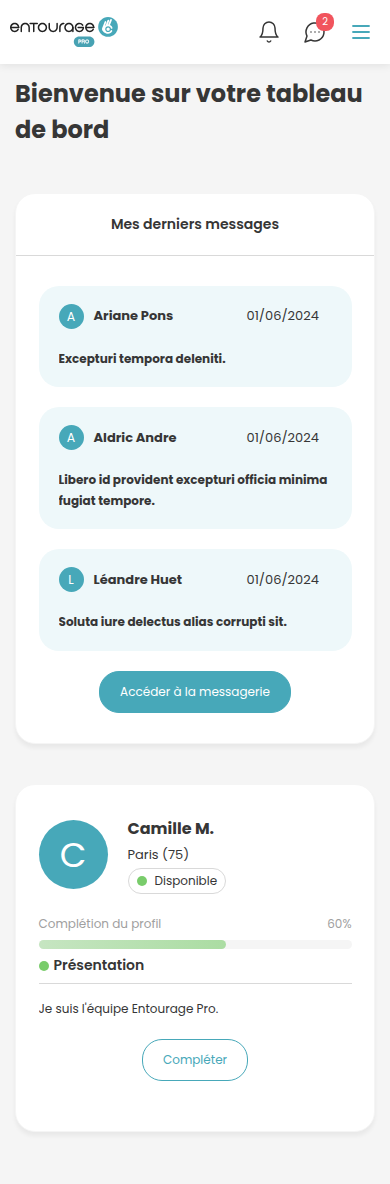 entourage
PRO
2
Bienvenue sur votre tableau
de bord
Mes derniers messages
A Ariane Pons 01/06/2024
Excepturi tempora deleniti.
A Aldric Andre 01/06/2024
Libero id provident excepturi officia minima
fugiat tempore.
L Léandre Huet 01/06/2024
Soluta iure delectus alias corrupti sit.
Accéder à la messagerie
C
Camille M.
Paris (75)
Disponible
Complétion du profil 60%
Présentation
Je suis l'équipe Entourage Pro.
Compléter